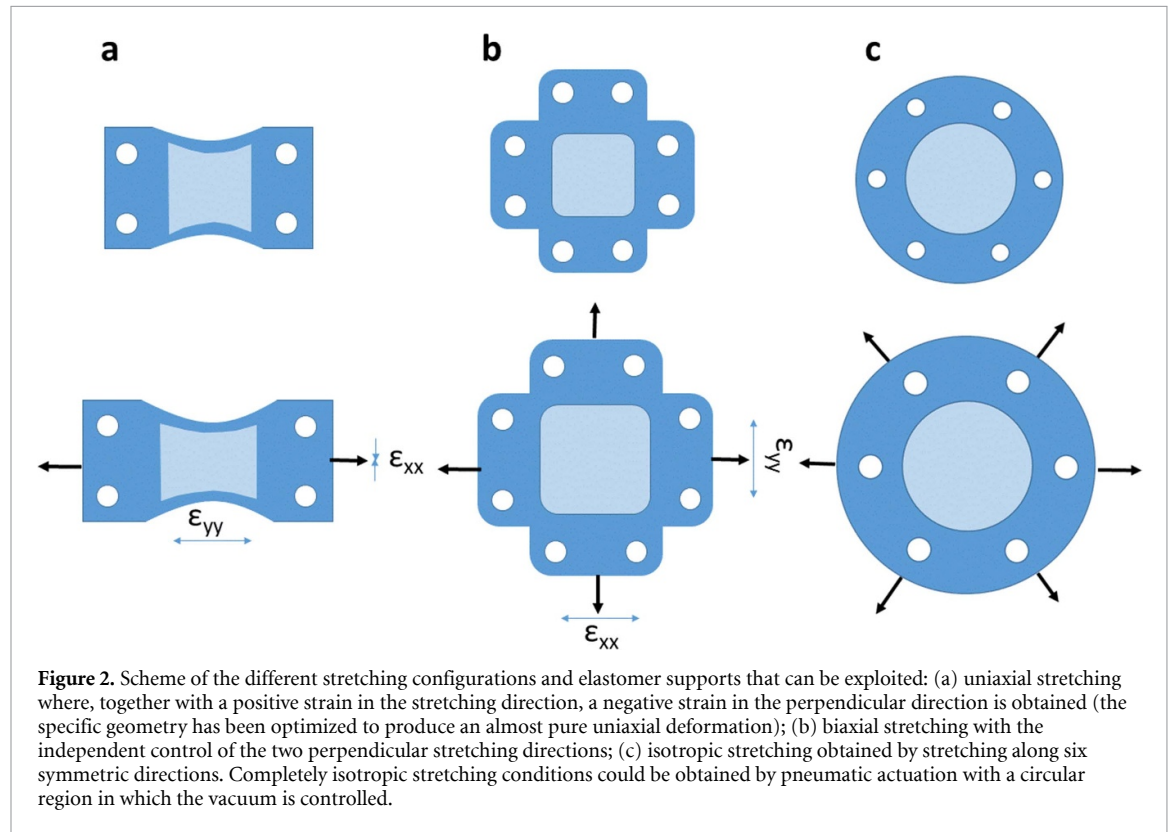 a
b
c
εxx
εyy
εyy
εxx
Figure 2. Scheme of the different stretching configurations and elastomer supports that can be exploited: (a) uniaxial stretching
where, together with a positive strain in the stretching direction, a negative strain in the perpendicular direction is obtained (the
specific geometry has been optimized to produce an almost pure uniaxial deformation); (b) biaxial stretching with the
independent control of the two perpendicular stretching directions; (c) isotropic stretching obtained by stretching along six
symmetric directions. Completely isotropic stretching conditions could be obtained by pneumatic actuation with a circular
region in which the vacuum is controlled.